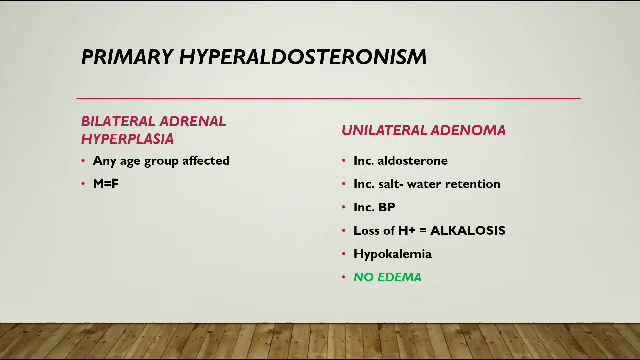 PRIMARY HYPERALDOSTERONISM
BILATERAL ADRENAL
HYPERPLASIA
• Any age group affected
• M=F
UNILATERAL ADENOMA
• Inc. aldosterone
• Inc. salt- water retention
• Inc. BP
• Loss of H+ = ALKALOSIS
• Hypokalemia
• NO EDEMA